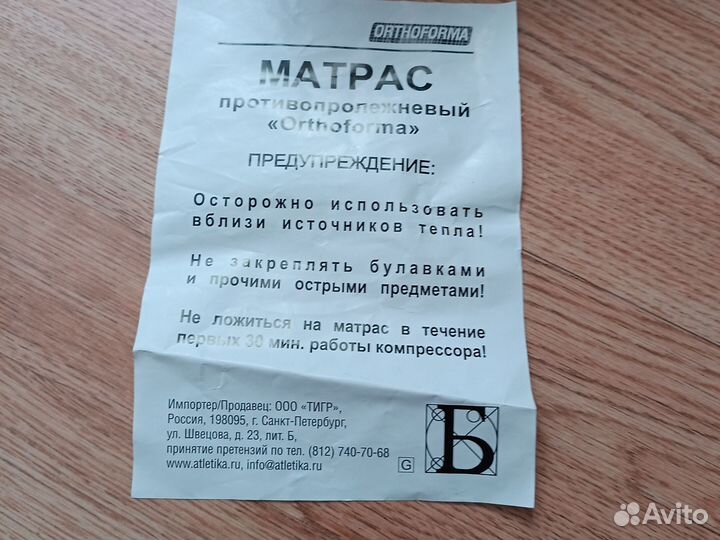 ORTHOFORMA
МАТРАС
противопролежневый
«Orthoforma»
ПРЕДУПРЕЖДЕНИЕ:
Осторожно использовать
вблизи источников тепла!
Не закреплять булавками
и прочими острыми предметами!
Не ложиться на матрас в течение
первых 30 мин. работы компрессора!
Импортер/Продавец: ООО «ТИГР»,
Россия, 198095, г. Санкт-Петербург,
ул. Швецова, д. 23, лит. Б,
принятие претензий по тел. (812) 740-70-68
www.atletika.ru, info@atletika.ru
G
Б
Avito